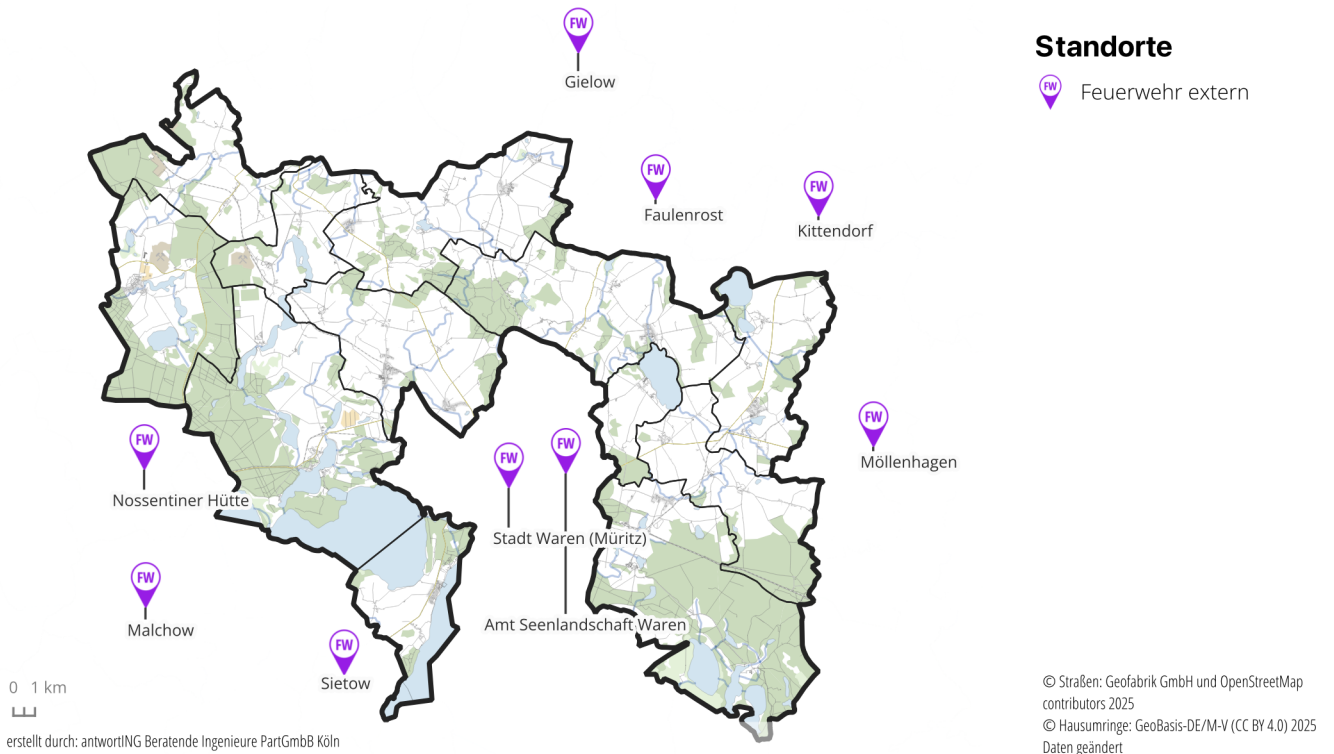 FW
Gielow
Standorte
FW Feuerwehr extern
FW
Faulenrost
FW
Kittendorf
FW
Möllenhagen
FW
Nossentiner Hütte
FW
Stadt Waren (Müritz)
FW
Amt Seenlandschaft Waren
FW
Malchow
FW
Sietow
0 1 km
erstellt durch: antwortING Beratende Ingenieure PartGmbB Köln
© Straßen: Geofabrik GmbH und OpenStreetMap
contributors 2025
© Hausumringe: GeoBasis-DE/M-V (CC BY 4.0) 2025
Daten geändert